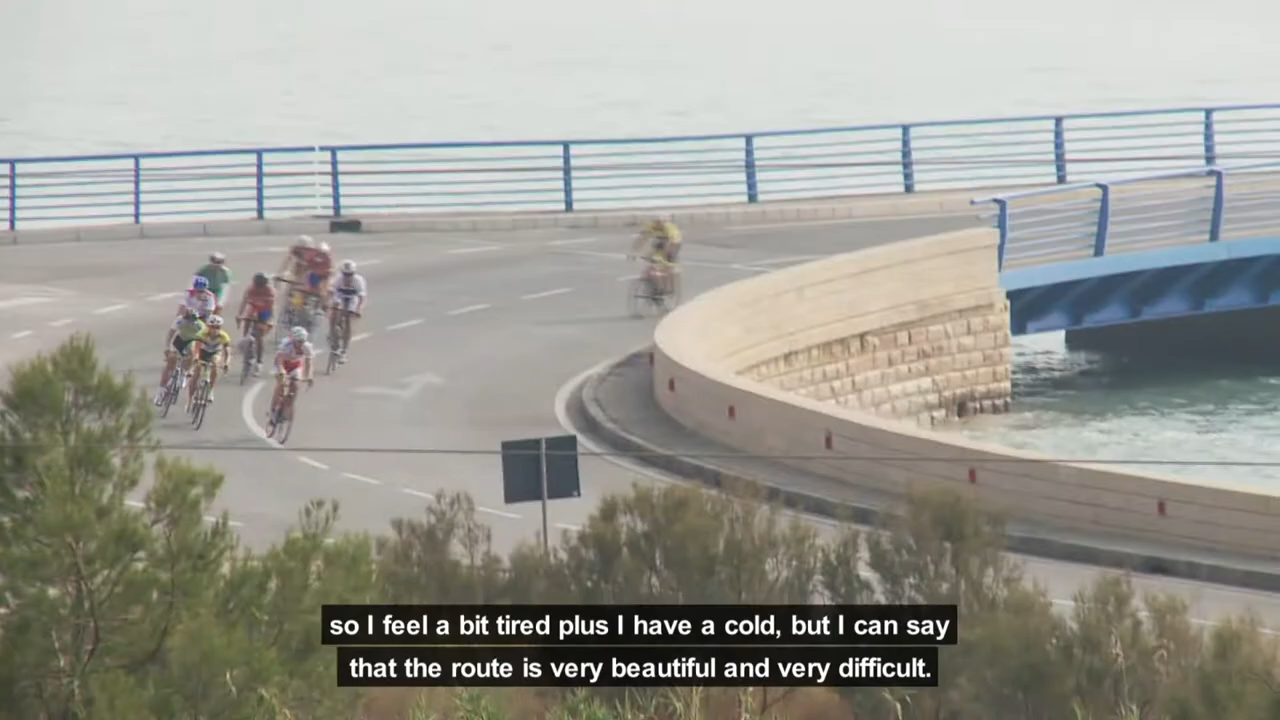 so I feel a bit tired plus I have a cold, but I can say
that the route is very beautiful and very difficult.